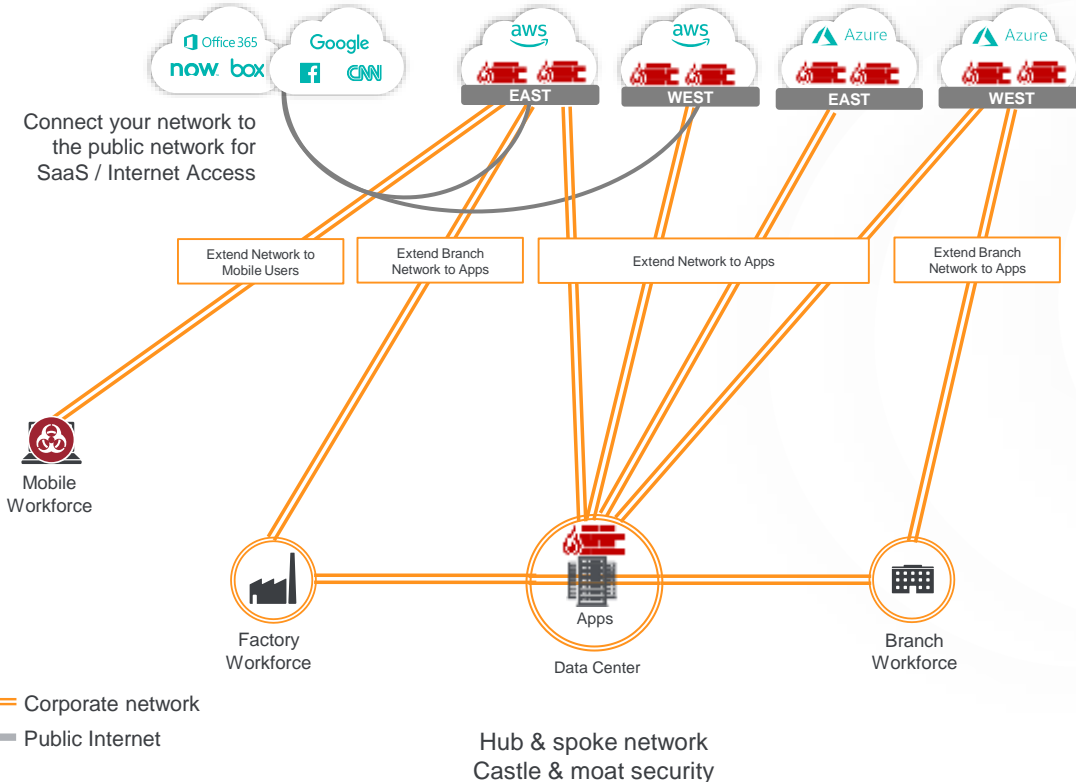 Office 365
Google
now. box
CNN
aws
aws
Azure
Azure
EAST
WEST
EAST
WEST
Connect your network to
the public network for
SaaS / Internet Access
Extend Network to
Mobile Users
Extend Branch
Network to Apps
Extend Network to Apps
Extend Branch
Network to Apps
Mobile
Workforce
Factory
Workforce
Apps
Data Center
Branch
Workforce
Corporate network
Public Internet
Hub & spoke network
Castle & moat security